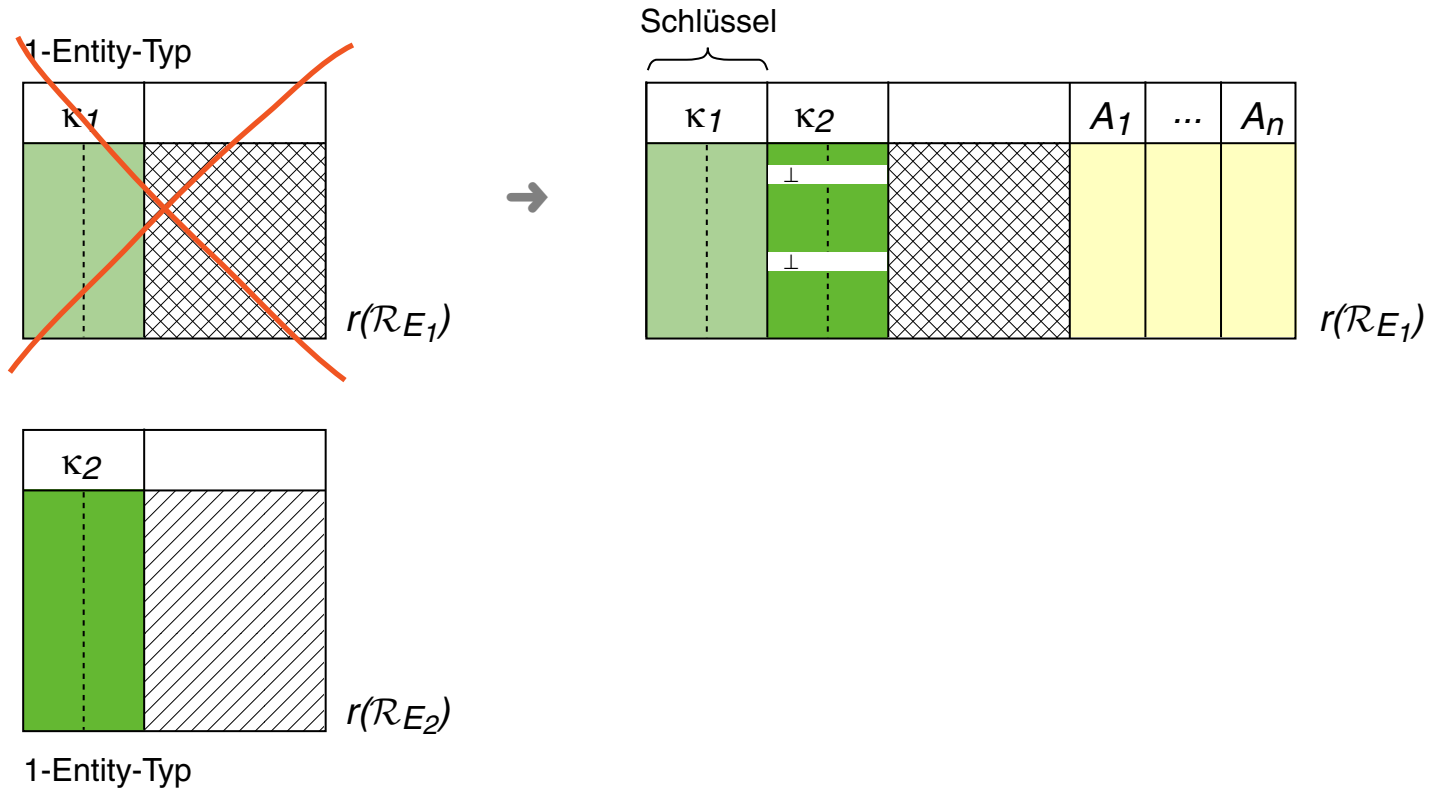 1-Entity-Typ
κ1
r(ℛE1)
➜
Schlüssel
κ1 κ2 A1 ... An
⊥
⊥
r(ℛE1)
κ2
r(ℛE2)
1-Entity-Typ